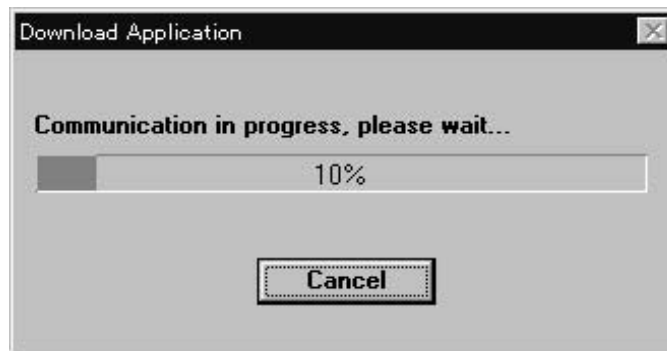 Download Application
Communication in progress, please wait...
10%
Cancel